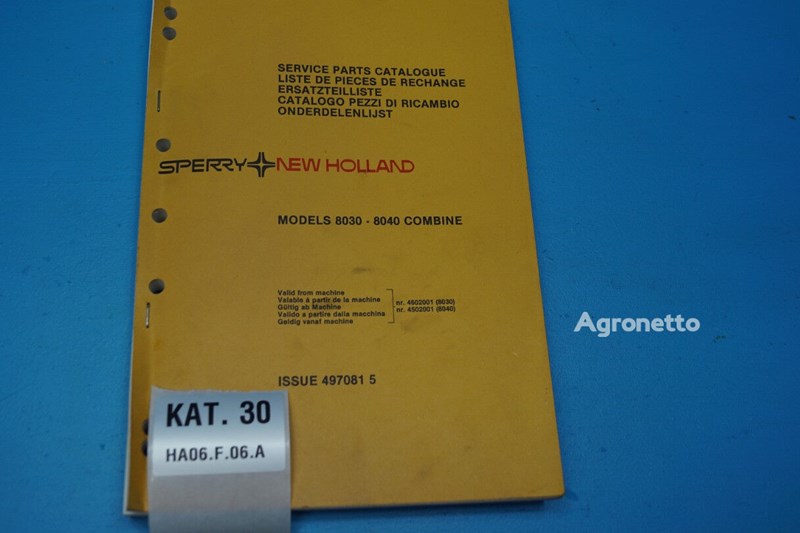 SERVICE PARTS CATALOGUE
LISTE DE PIECES DE RECHANGE
ERSATZTEILLISTE
CATALOGO PEZZI DI RICAMBIO
ONDERDELENLIJST
SPERRY NEW HOLLAND
MODELS 8030 - 8040 COMBINE
Valid from machine
Valable à partir de la machine
Gültig ab Machine
Valido a partire dalla macchina
Geldig vanaf machine
nr. 4602001 (8030)
nr. 4502001 (8040)
ISSUE 497081 5
KAT. 30
HA06.F.06.A
Agronetto